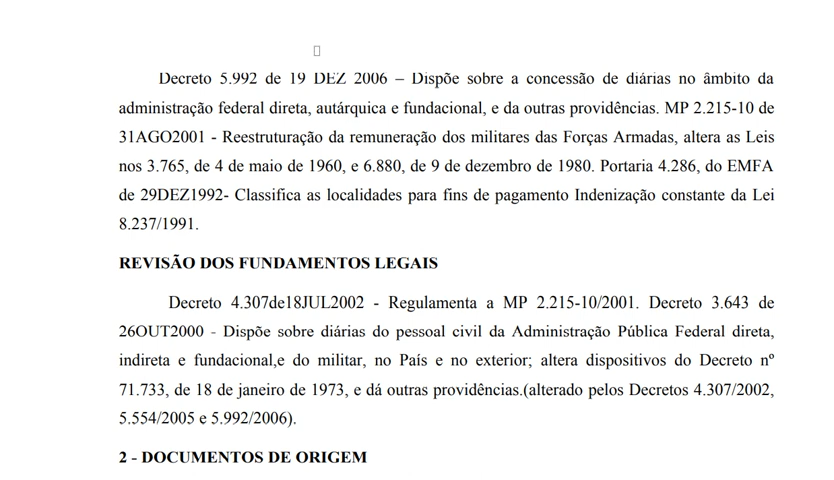 Decreto 5.992 de 19 DEZ 2006 – Dispõe sobre a concessão de diárias no âmbito da
administração federal direta, autárquica e fundacional, e da outras providências. MP 2.215-10 de
31AGO2001 - Reestruturação da remuneração dos militares das Forças Armadas, altera as Leis
nos 3.765, de 4 de maio de 1960, e 6.880, de 9 de dezembro de 1980. Portaria 4.286, do EMFA
de 29DEZ1992- Classifica as localidades para fins de pagamento Indenização constante da Lei
8.237/1991.
REVISÃO DOS FUNDAMENTOS LEGAIS
Decreto 4.307de18JUL2002 - Regulamenta a MP 2.215-10/2001. Decreto 3.643 de
26OUT2000 - Dispõe sobre diárias do pessoal civil da Administração Pública Federal direta,
indireta e fundacional,e do militar, no País e no exterior; altera dispositivos do Decreto nº
71.733, de 18 de janeiro de 1973, e dá outras providências.(alterado pelos Decretos 4.307/2002,
5.554/2005 e 5.992/2006).
2 - DOCUMENTOS DE ORIGEM